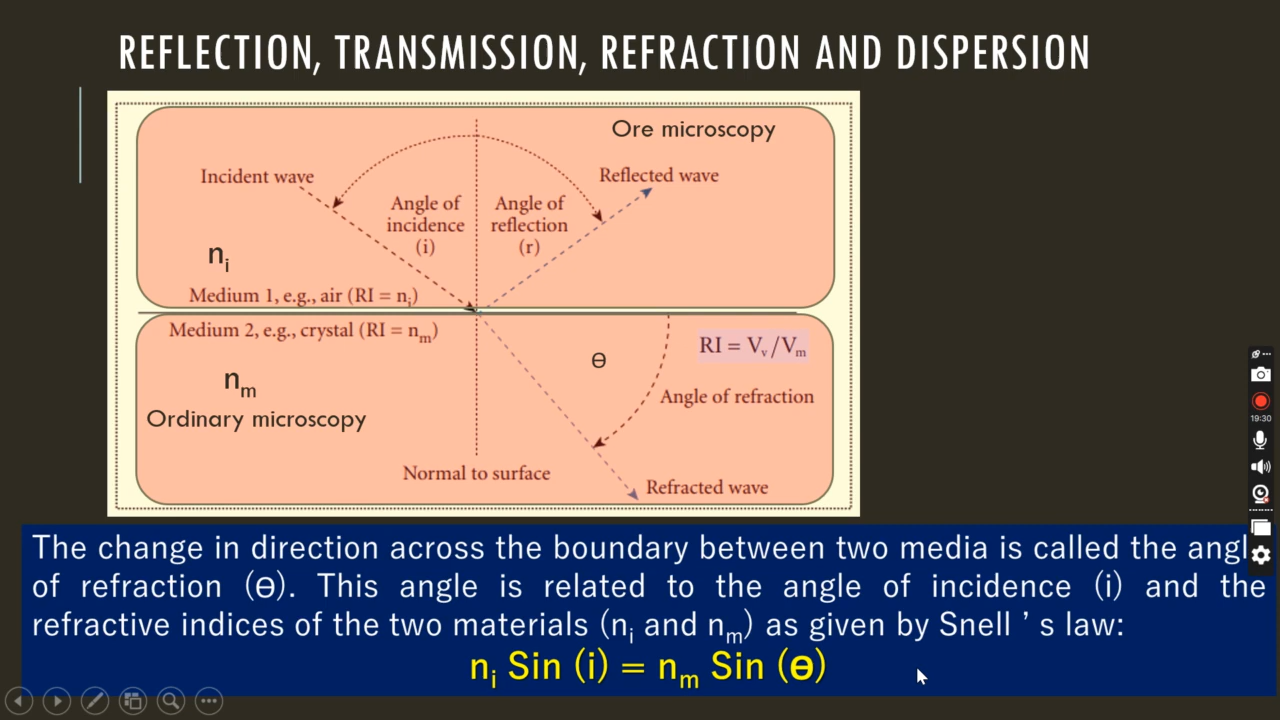 REFLECTION, TRANSMISSION, REFRACTION AND DISPERSION
Ore microscopy
Incident wave
Reflected wave
Angle of
incidence
(i)
Angle of
reflection
(r)
nᵢ
Medium 1, e.g., air (RI = nᵢ)
Medium 2, e.g., crystal (RI = nₘ)
RI = Vᵥ/Vₘ
ɵ
nₘ
Angle of refraction
Ordinary microscopy
Normal to surface
Refracted wave
19:30
The change in direction across the boundary between two media is called the angl
of refraction (ɵ). This angle is related to the angle of incidence (i) and the
refractive indices of the two materials (nᵢ and nₘ) as given by Snell ’ s law:
nᵢ Sin (i) = nₘ Sin (ɵ)